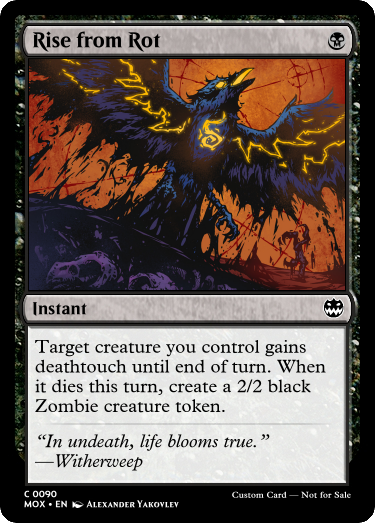 Rise from Rot
Instant
Target creature you control gains
deathtouch until end of turn. When
it dies this turn, create a 2/2 black
Zombie creature token.
“In undeath, life blooms true.”
—Witherweep
C 0090
MOX • EN Alexander Yakovlev
Custom Card — Not for Sale